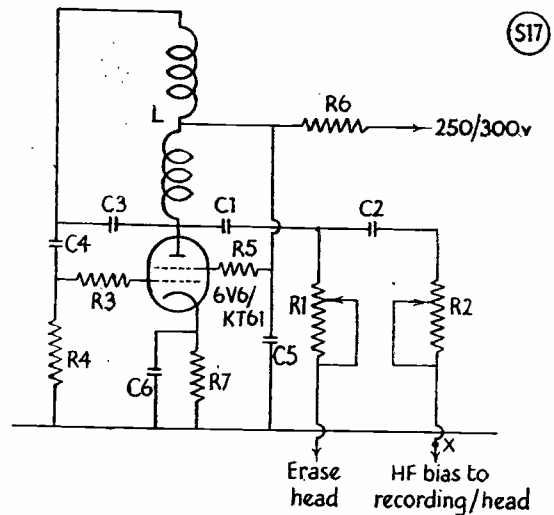 S17
R6
250/300v
L
C3
C1
C2
C4
R5
R3
6V6/
KT61
R1
R2
R4
C5
C6
R7
X
Erase
head
HF bias to
recording/head